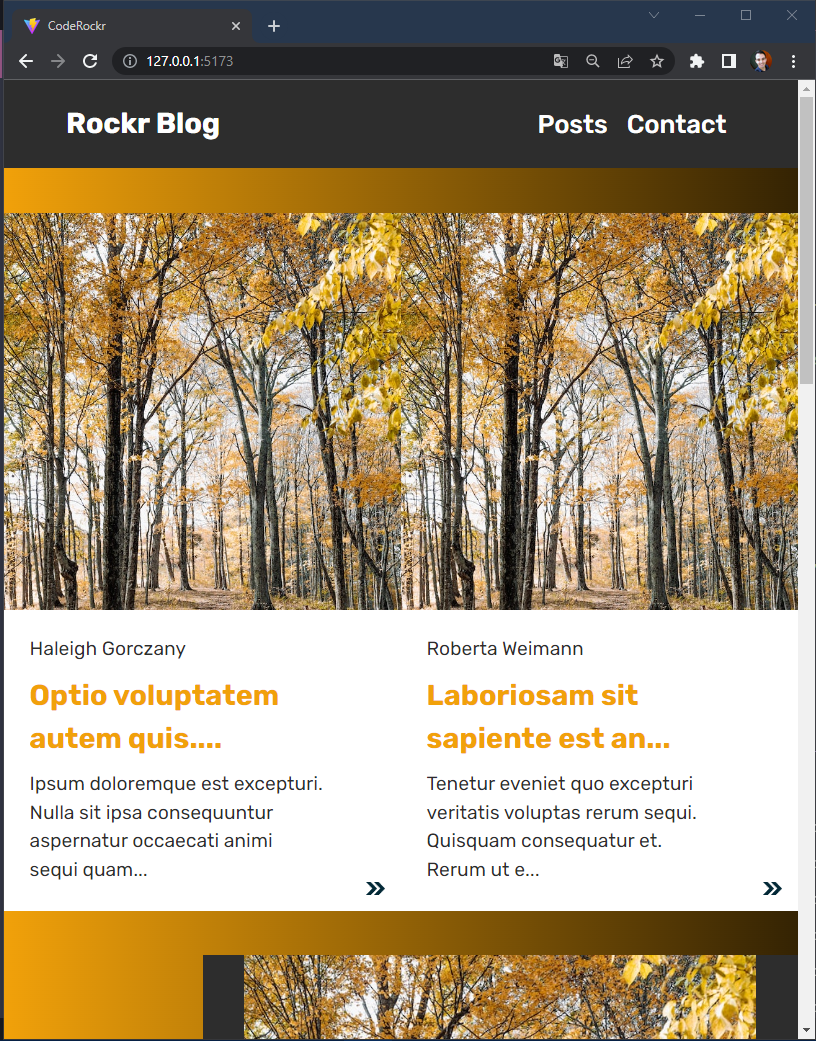 CodeRockr
127.0.0.1:5173
Rockr Blog
Posts Contact
Haleigh Gorczany
Optio voluptatem
autem quis....
Ipsum doloremque est excepturi.
Nulla sit ipsa consequuntur
aspernatur occaecati animi
sequi quam...
Roberta Weimann
Laboriosam sit
sapiente est an...
Tenetur eveniet quo excepturi
veritatis voluptas rerum sequi.
Quisquam consequatur et.
Rerum ut e...